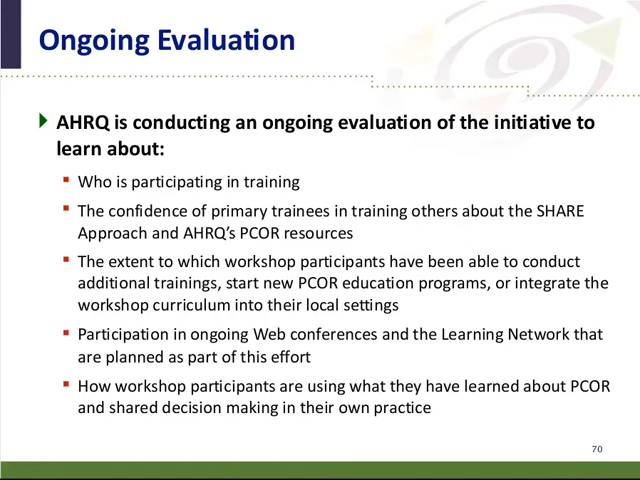 Ongoing Evaluation
AHRQ is conducting an ongoing evaluation of the initiative to
learn about:
Who is participating in training
The confidence of primary trainees in training others about the SHARE
Approach and AHRQ's PCOR resources
The extent to which workshop participants have been able to conduct
additional trainings, start new PCOR education programs, or integrate the
workshop curriculum into their local settings
Participation in ongoing Web conferences and the Learning Network that
are planned as part of this effort
How workshop participants are using what they have learned about PCOR
and shared decision making in their own practice
70